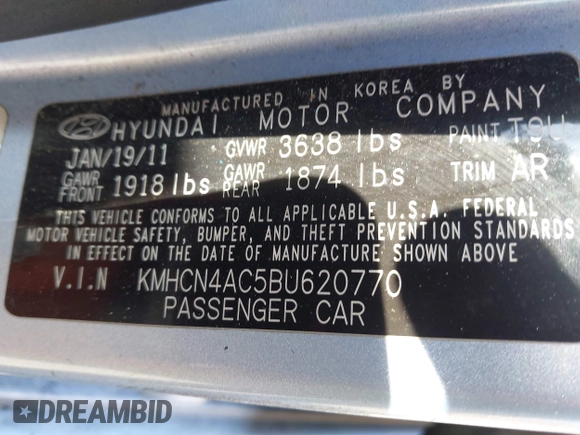 MANUFACTURED IN KOREA BY
HYUNDAI MOTOR COMPANY
JAN/19/11 GVWR 3638 lbs PAINT
GAWR FRONT 1918 lbs GAWR REAR 1874 lbs TRIM AR
THIS VEHICLE CONFORMS TO ALL APPLICABLE U.S.A. FEDERAL
MOTOR VEHICLE SAFETY, BUMPER, AND THEFT PREVENTION STANDARDS
IN EFFECT ON THE DATE OF MANUFACTURE SHOWN ABOVE
V.I.N KMHCN4AC5BU620770
PASSENGER CAR
DREAMBID